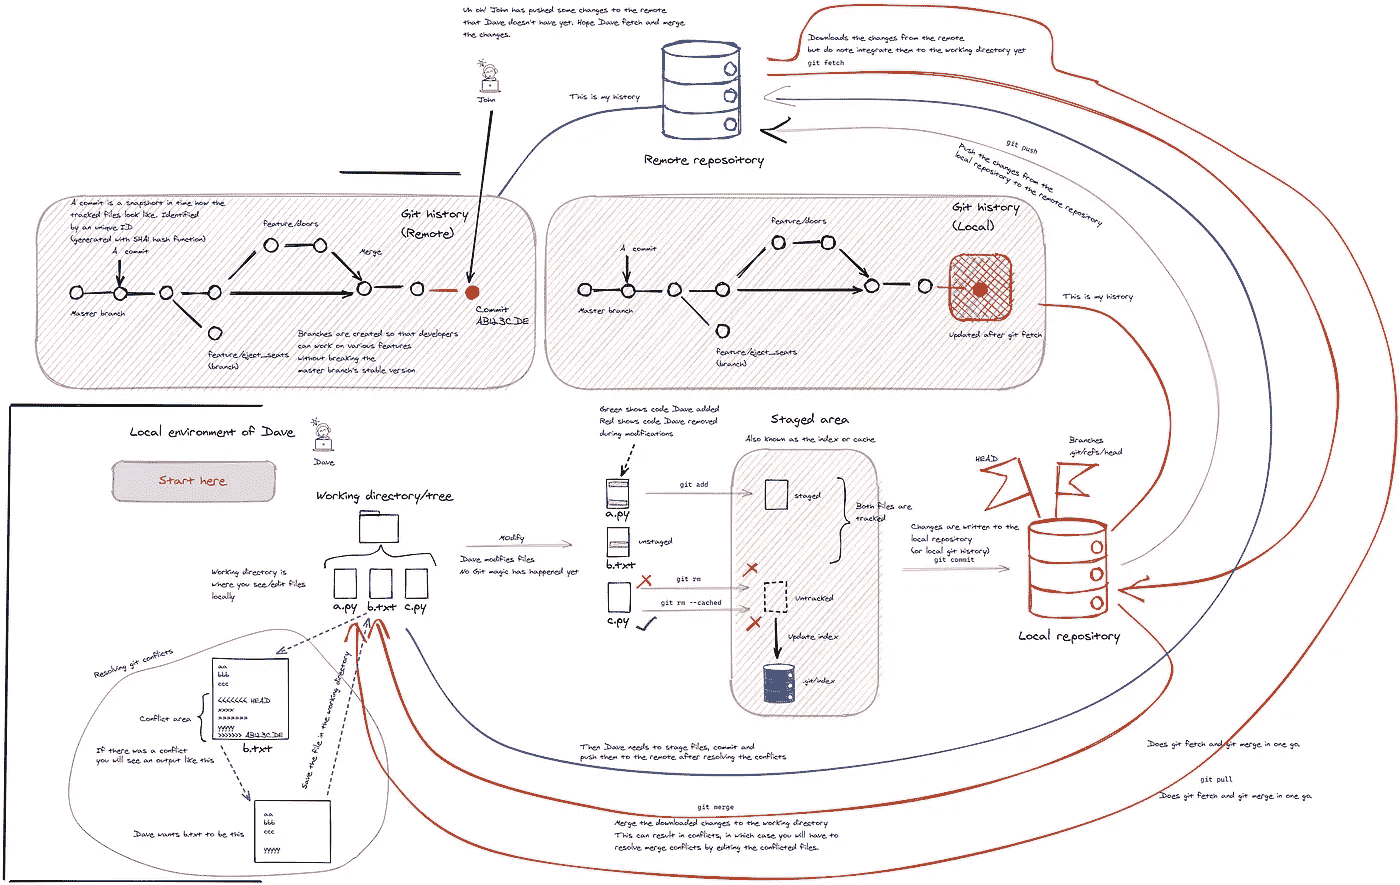 Uh oh! John has pushed some changes to the remote
that Dave doesn't have yet. Hope Dave fetch and merge
the changes.
John
This is my history
Remote reposoitory
Downloads the changes from the remote
but do note integrate them to the working directory yet
git fetch
git push
Push the changes from the
local repository to the remote repository
A commit is a snapshort in time how the
tracked files look like. Identified
by an unique ID
(generated with SHA1 hash function)
A commit
Master branch
feature/doors
Merge
Git history
(Remote)
Commit
AB123CDE
feature/eject_seats
(branch)
Branches are created so that developers
can work on various features
without breaking the
master branch's stable version
A commit
Master branch
feature/doors
feature/eject_seats
(branch)
Git history
(Local)
Updated after git fetch
This is my history
Local environment of Dave
Dave
Start here
Working directory/tree
Working directory is
where you see/edit files
locally
a.py
b.txt
c.py
Modify
Dave modifies files
No Git magic has happened yet
Green shows code Dave added
Red shows code Dave removed
during modifications
a.py
unstaged
b.txt
c.py
git add
git rm
git rm --cached
Staged area
Also known as the index or cache
staged
Both files are
tracked
Untracked
Update index
.git/index
Changes are written to the
local repository
(or local git history)
git commit
HEAD
Branches
.git/refs/head
Local repository
Resolving git conflicts
aa
bbb
ccc
<<<<<<< HEAD
xxxx
=======
yyyyy
>>>>>>> AB123CDE
Conflict area
b.txt
If there was a conflict
you will see an output like this
Save the file in the working directory
Dave wants b.txt to be this
aa
bbb
ccc
yyyyy
Then Dave needs to stage files, commit and
push them to the remote after resolving the conflicts
git merge
Merge the downloaded changes to the working directory
This can result in conflicts, in which case you will have to
resolve merge conflicts by editing the conflicted files.
Does git fetch and git merge in one go.
git pull
Does git fetch and git merge in one go.